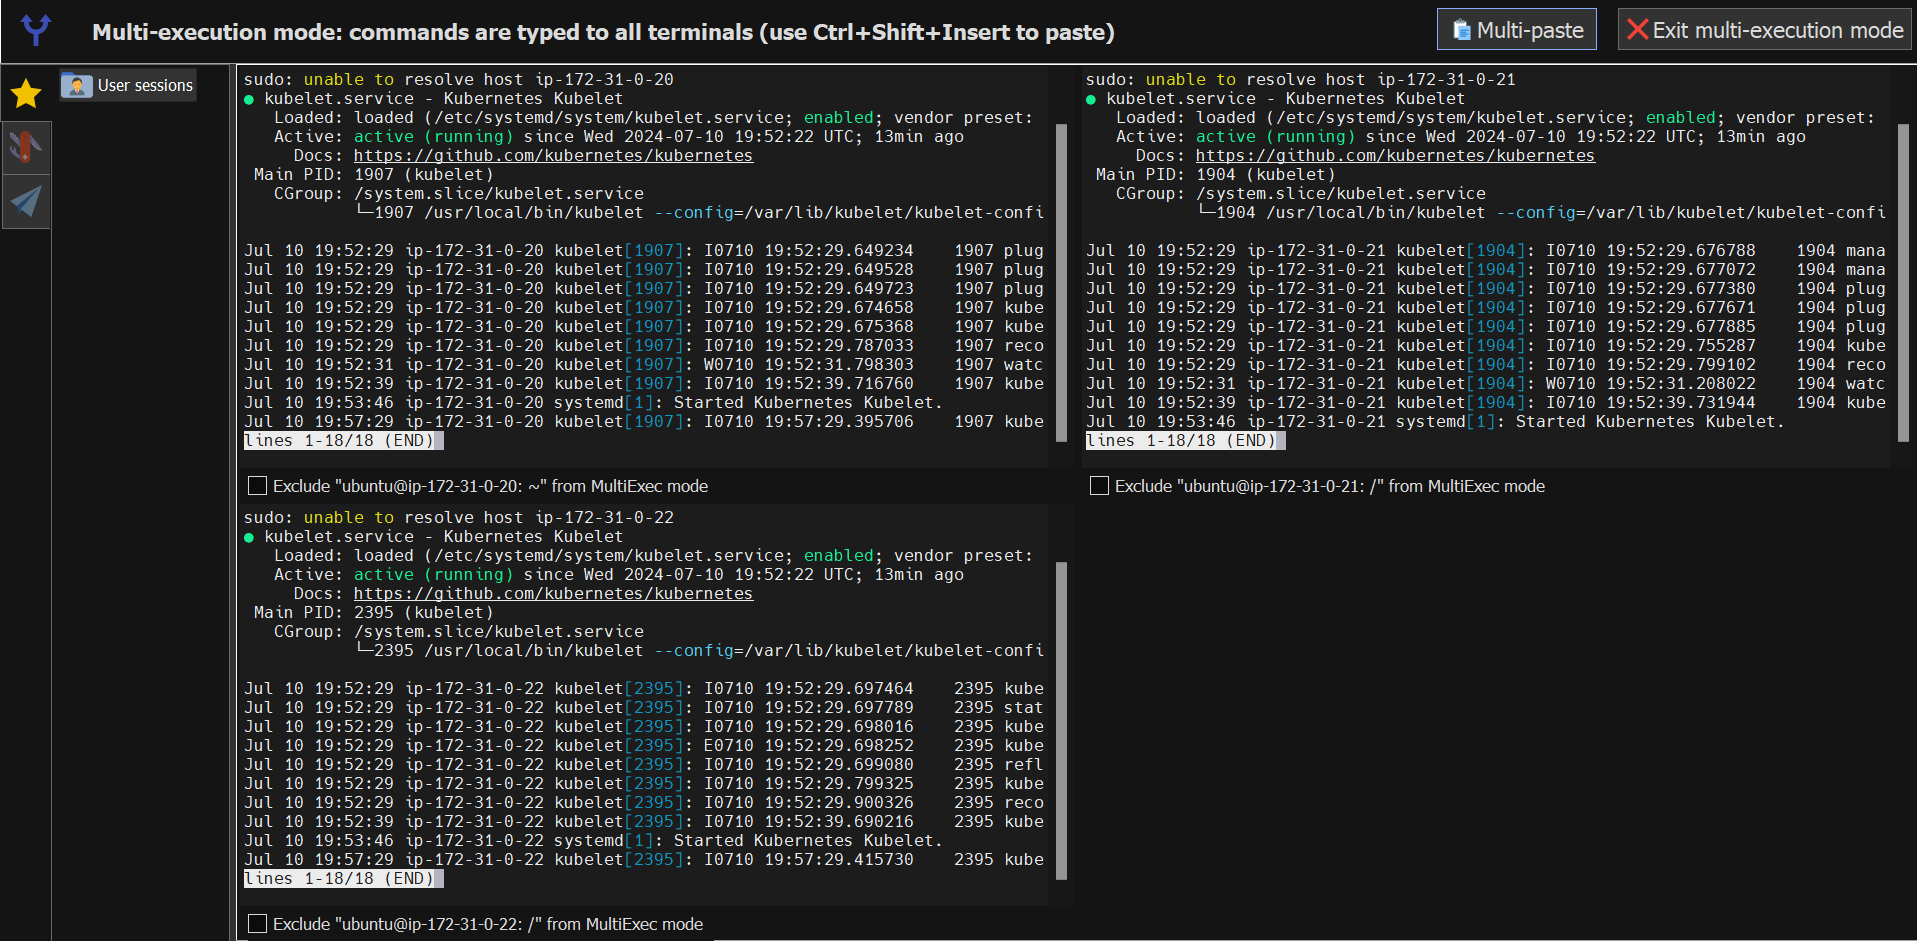 Multi-execution mode: commands are typed to all terminals (use Ctrl+Shift+Insert to paste)
Multi-paste
Exit multi-execution mode
User sessions
sudo: unable to resolve host ip-172-31-0-20
● kubelet.service - Kubernetes Kubelet
Loaded: loaded (/etc/systemd/system/kubelet.service; enabled; vendor preset:
Active: active (running) since Wed 2024-07-10 19:52:22 UTC; 13min ago
Docs: https://github.com/kubernetes/kubernetes
Main PID: 1907 (kubelet)
CGroup: /system.slice/kubelet.service
└─1907 /usr/local/bin/kubelet --config=/var/lib/kubelet/kubelet-confi
Jul 10 19:52:29 ip-172-31-0-20 kubelet[1907]: I0710 19:52:29.649234    1907 plug
Jul 10 19:52:29 ip-172-31-0-20 kubelet[1907]: I0710 19:52:29.649528    1907 plug
Jul 10 19:52:29 ip-172-31-0-20 kubelet[1907]: I0710 19:52:29.649723    1907 plug
Jul 10 19:52:29 ip-172-31-0-20 kubelet[1907]: I0710 19:52:29.674658    1907 kube
Jul 10 19:52:29 ip-172-31-0-20 kubelet[1907]: I0710 19:52:29.675368    1907 kube
Jul 10 19:52:29 ip-172-31-0-20 kubelet[1907]: I0710 19:52:29.787033    1907 reco
Jul 10 19:52:31 ip-172-31-0-20 kubelet[1907]: W0710 19:52:31.798303    1907 watc
Jul 10 19:52:39 ip-172-31-0-20 kubelet[1907]: I0710 19:52:39.716760    1907 kube
Jul 10 19:53:46 ip-172-31-0-20 systemd[1]: Started Kubernetes Kubelet.
Jul 10 19:57:29 ip-172-31-0-20 kubelet[1907]: I0710 19:57:29.395706    1907 kube
lines 1-18/18 (END)
Exclude "ubuntu@ip-172-31-0-20: ~" from MultiExec mode
sudo: unable to resolve host ip-172-31-0-21
● kubelet.service - Kubernetes Kubelet
Loaded: loaded (/etc/systemd/system/kubelet.service; enabled; vendor preset:
Active: active (running) since Wed 2024-07-10 19:52:22 UTC; 13min ago
Docs: https://github.com/kubernetes/kubernetes
Main PID: 1904 (kubelet)
CGroup: /system.slice/kubelet.service
└─1904 /usr/local/bin/kubelet --config=/var/lib/kubelet/kubelet-confi
Jul 10 19:52:29 ip-172-31-0-21 kubelet[1904]: I0710 19:52:29.676788    1904 mana
Jul 10 19:52:29 ip-172-31-0-21 kubelet[1904]: I0710 19:52:29.677072    1904 mana
Jul 10 19:52:29 ip-172-31-0-21 kubelet[1904]: I0710 19:52:29.677380    1904 plug
Jul 10 19:52:29 ip-172-31-0-21 kubelet[1904]: I0710 19:52:29.677671    1904 plug
Jul 10 19:52:29 ip-172-31-0-21 kubelet[1904]: I0710 19:52:29.677885    1904 plug
Jul 10 19:52:29 ip-172-31-0-21 kubelet[1904]: I0710 19:52:29.755287    1904 kube
Jul 10 19:52:29 ip-172-31-0-21 kubelet[1904]: I0710 19:52:29.799102    1904 reco
Jul 10 19:52:31 ip-172-31-0-21 kubelet[1904]: W0710 19:52:31.208022    1904 watc
Jul 10 19:52:39 ip-172-31-0-21 kubelet[1904]: I0710 19:52:39.731944    1904 kube
Jul 10 19:53:46 ip-172-31-0-21 systemd[1]: Started Kubernetes Kubelet.
lines 1-18/18 (END)
Exclude "ubuntu@ip-172-31-0-21: /" from MultiExec mode
sudo: unable to resolve host ip-172-31-0-22
● kubelet.service - Kubernetes Kubelet
Loaded: loaded (/etc/systemd/system/kubelet.service; enabled; vendor preset:
Active: active (running) since Wed 2024-07-10 19:52:22 UTC; 13min ago
Docs: https://github.com/kubernetes/kubernetes
Main PID: 2395 (kubelet)
CGroup: /system.slice/kubelet.service
└─2395 /usr/local/bin/kubelet --config=/var/lib/kubelet/kubelet-confi
Jul 10 19:52:29 ip-172-31-0-22 kubelet[2395]: I0710 19:52:29.697464    2395 kube
Jul 10 19:52:29 ip-172-31-0-22 kubelet[2395]: I0710 19:52:29.697789    2395 stat
Jul 10 19:52:29 ip-172-31-0-22 kubelet[2395]: I0710 19:52:29.698016    2395 kube
Jul 10 19:52:29 ip-172-31-0-22 kubelet[2395]: E0710 19:52:29.698252    2395 kube
Jul 10 19:52:29 ip-172-31-0-22 kubelet[2395]: I0710 19:52:29.699080    2395 refl
Jul 10 19:52:29 ip-172-31-0-22 kubelet[2395]: I0710 19:52:29.799325    2395 kube
Jul 10 19:52:29 ip-172-31-0-22 kubelet[2395]: I0710 19:52:29.900326    2395 reco
Jul 10 19:52:39 ip-172-31-0-22 kubelet[2395]: I0710 19:52:39.690216    2395 kube
Jul 10 19:53:46 ip-172-31-0-22 systemd[1]: Started Kubernetes Kubelet.
Jul 10 19:57:29 ip-172-31-0-22 kubelet[2395]: I0710 19:57:29.415730    2395 kube
lines 1-18/18 (END)
Exclude "ubuntu@ip-172-31-0-22: /" from MultiExec mode